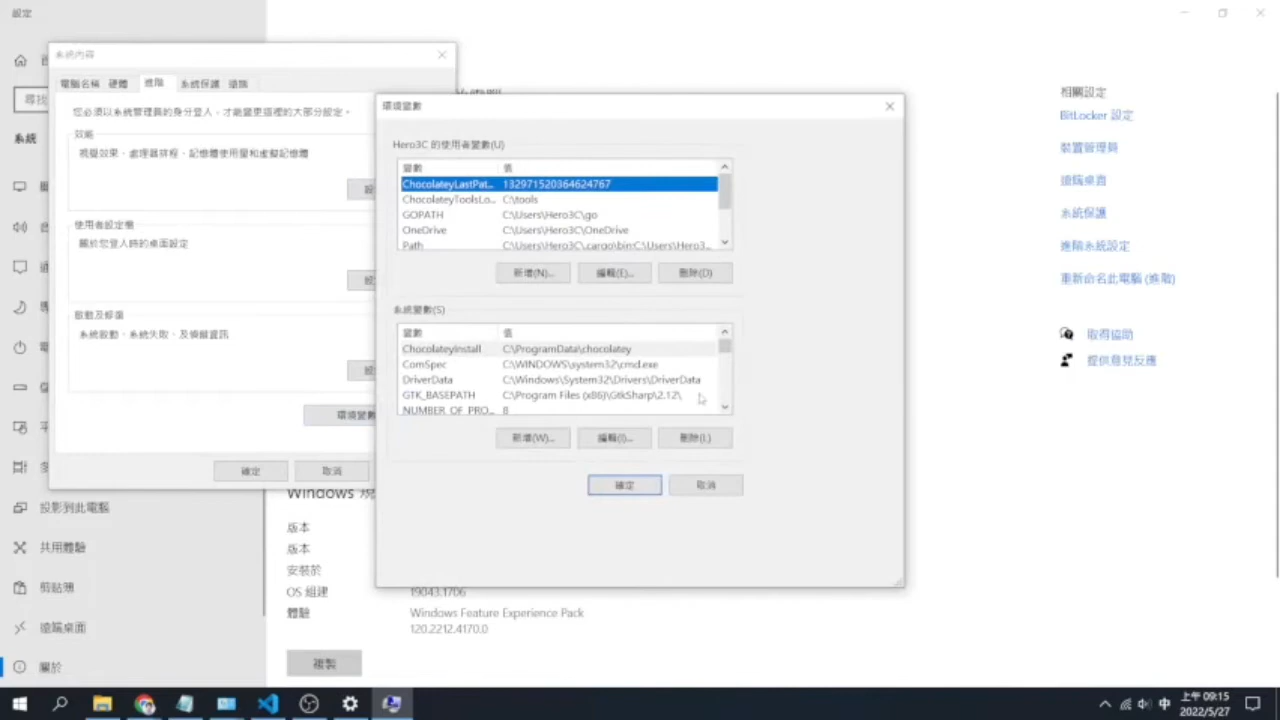 設定
系統內容
電腦名稱 硬體 進階 系統保護 遠端
您必須以系統管理員的身分登入，才能變更這裡的大部分設定。
效能
視覺效果、處理器排程、記憶體使用量和虛擬記憶體
使用者設定檔
關於您登入時的桌面設定
啟動及修復
系統啟動、系統失敗、及偵錯資訊
環境變數
確定 取消
尋找
系統
投影到此電腦
共用體驗
剪貼簿
遠端桌面
關於
環境變數
Hero3C 的使用者變數(U)
變數 值
ChocolateyLastPat... 132971520364624767
ChocolateyToolsLo... C:\tools
GOPATH C:\Users\Hero3C\go
OneDrive C:\Users\Hero3C\OneDrive
Path C:\Users\Hero3C\.cargo\bin;C:\Users\Hero3...
新增(N)... 編輯(E)... 刪除(D)
系統變數(S)
變數 值
ChocolateyInstall C:\ProgramData\chocolatey
ComSpec C:\WINDOWS\system32\cmd.exe
DriverData C:\Windows\System32\Drivers\DriverData
GTK_BASEPATH C:\Program Files (x86)\GtkSharp\2.12\
NUMBER_OF_PRO... 8
新增(W)... 編輯(I)... 刪除(L)
確定 取消
Windows 規
版本
版本
安裝於
OS 組建 19043.1706
體驗 Windows Feature Experience Pack
120.2212.4170.0
複製
相關設定
BitLocker 設定
裝置管理員
遠端桌面
系統保護
進階系統設定
重新命名此電腦 (進階)
取得協助
提供意見反應
中
上午 09:15
2022/5/27